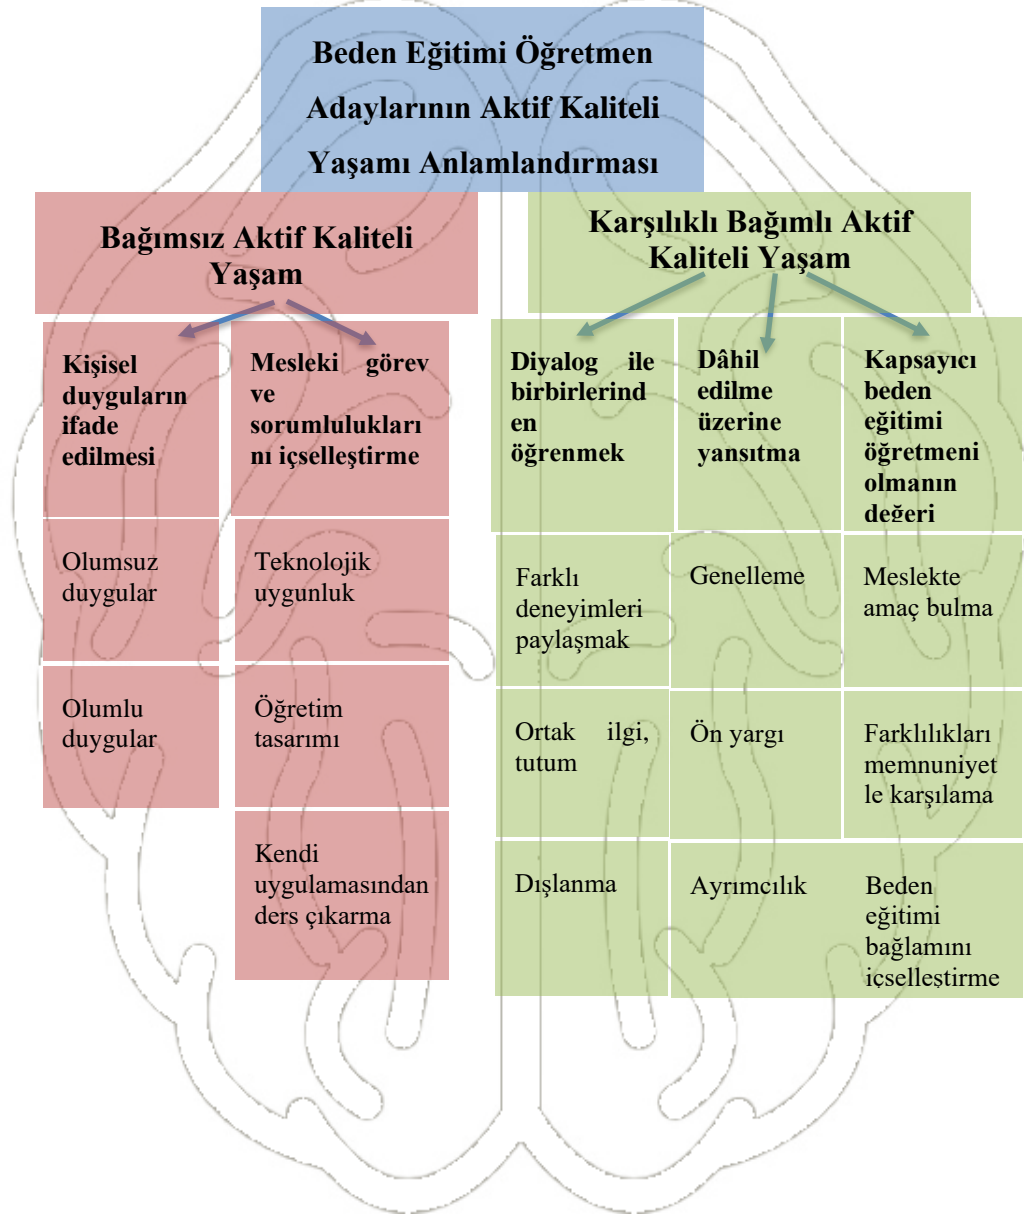 Beden Eğitimi Öğretmen
Adaylarının Aktif Kaliteli
Yaşamı Anlamlandırması
Bağımsız Aktif Kaliteli
Yaşam
Kişisel
duyguların
ifade
edilmesi
Olumsuz
duygular
Olumlu
duygular
Mesleki görev
ve
sorumlulukları
nı içselleştirme
Teknolojik
uygunluk
Öğretim
tasarımı
Kendi
uygulamasından
ders çıkarma
Karşılıklı Bağımlı Aktif
Kaliteli Yaşam
Diyalog ile
birbirlerind
en
öğrenmek
Farklı
deneyimleri
paylaşmak
Ortak ilgi,
tutum
Dışlanma
Dâhil
edilme
üzerine
yansıtma
Genelleme
Ön yargı
Ayrımcılık
Kapsayıcı
beden
eğitimi
öğretmeni
olmanın
değeri
Meslekte
amaç bulma
Farklılıkları
memnuniyet
le karşılama
Beden
eğitimi
bağlamını
içselleştirme